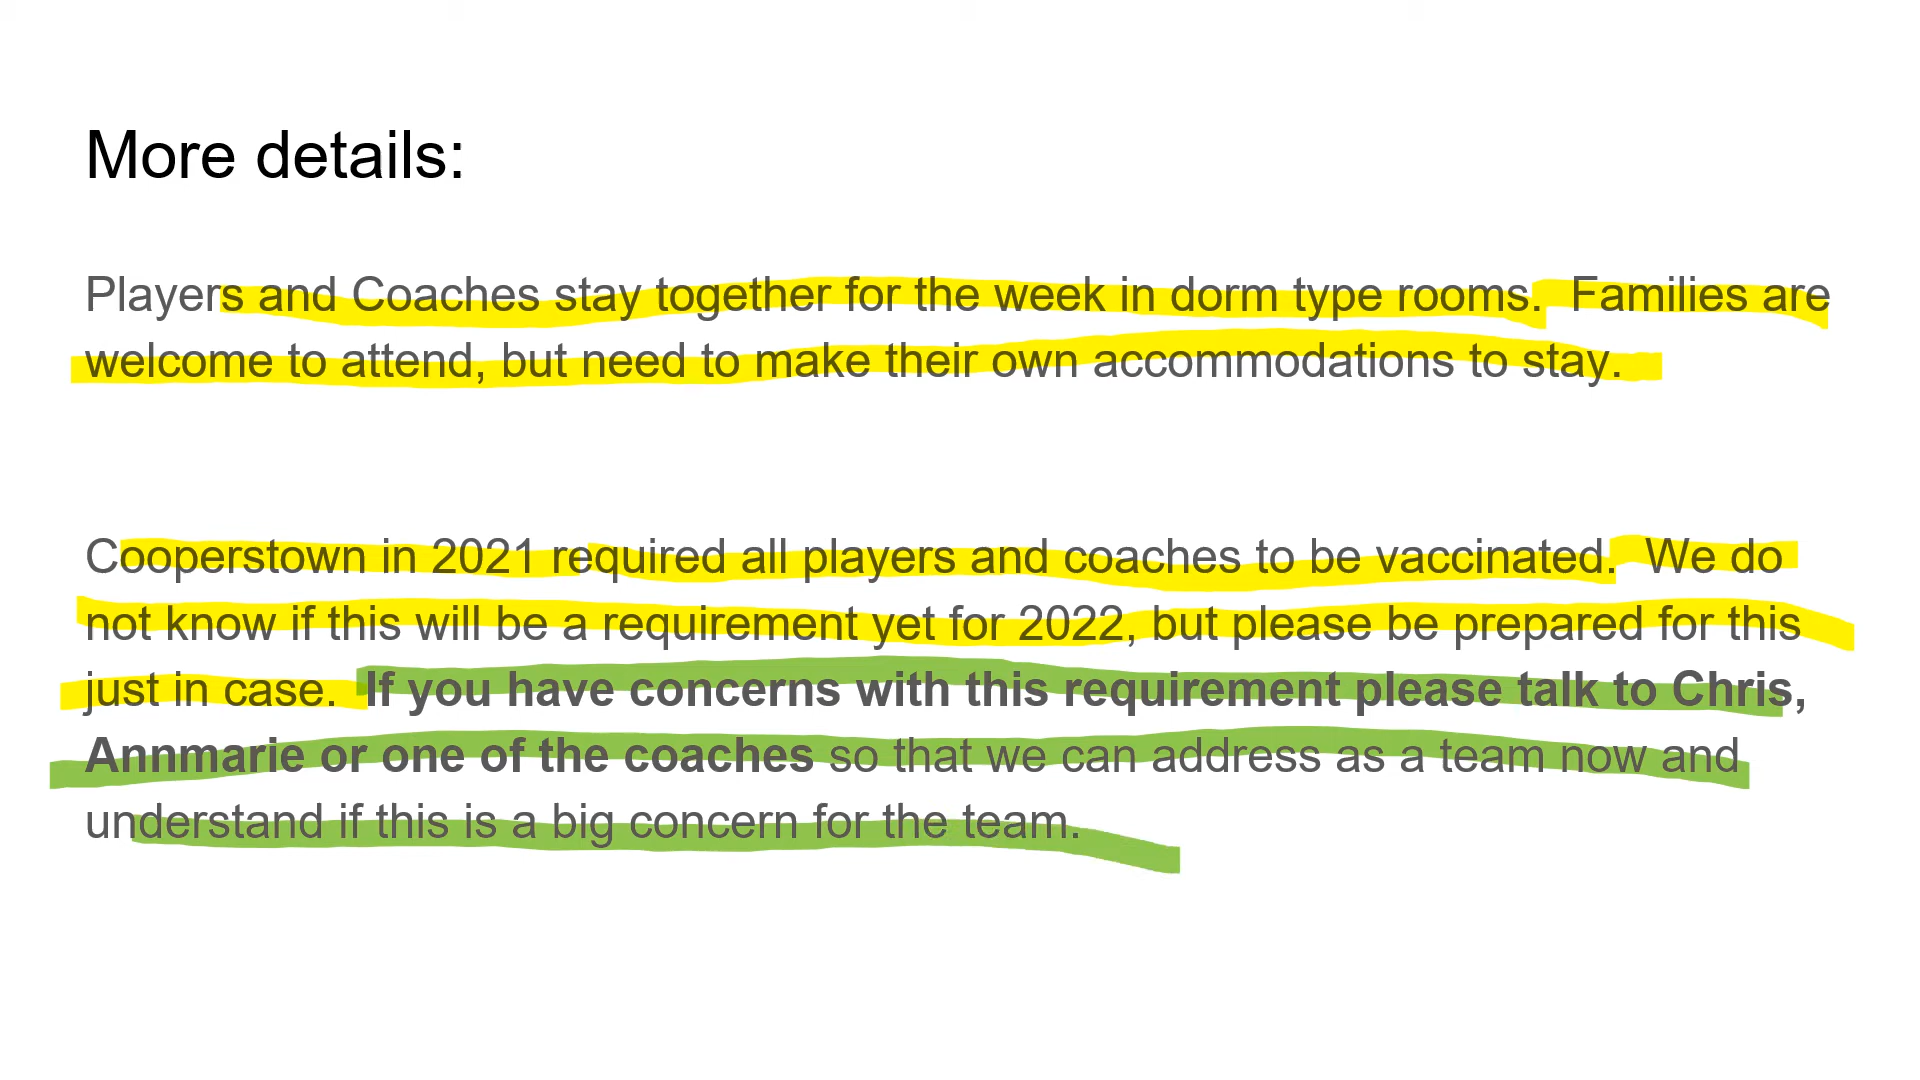 More details:
Players and Coaches stay together for the week in dorm type rooms.  Families are
welcome to attend, but need to make their own accommodations to stay.
Cooperstown in 2021 required all players and coaches to be vaccinated.  We do
not know if this will be a requirement yet for 2022, but please be prepared for this
just in case.  If you have concerns with this requirement please talk to Chris,
Annmarie or one of the coaches so that we can address as a team now and
understand if this is a big concern for the team.